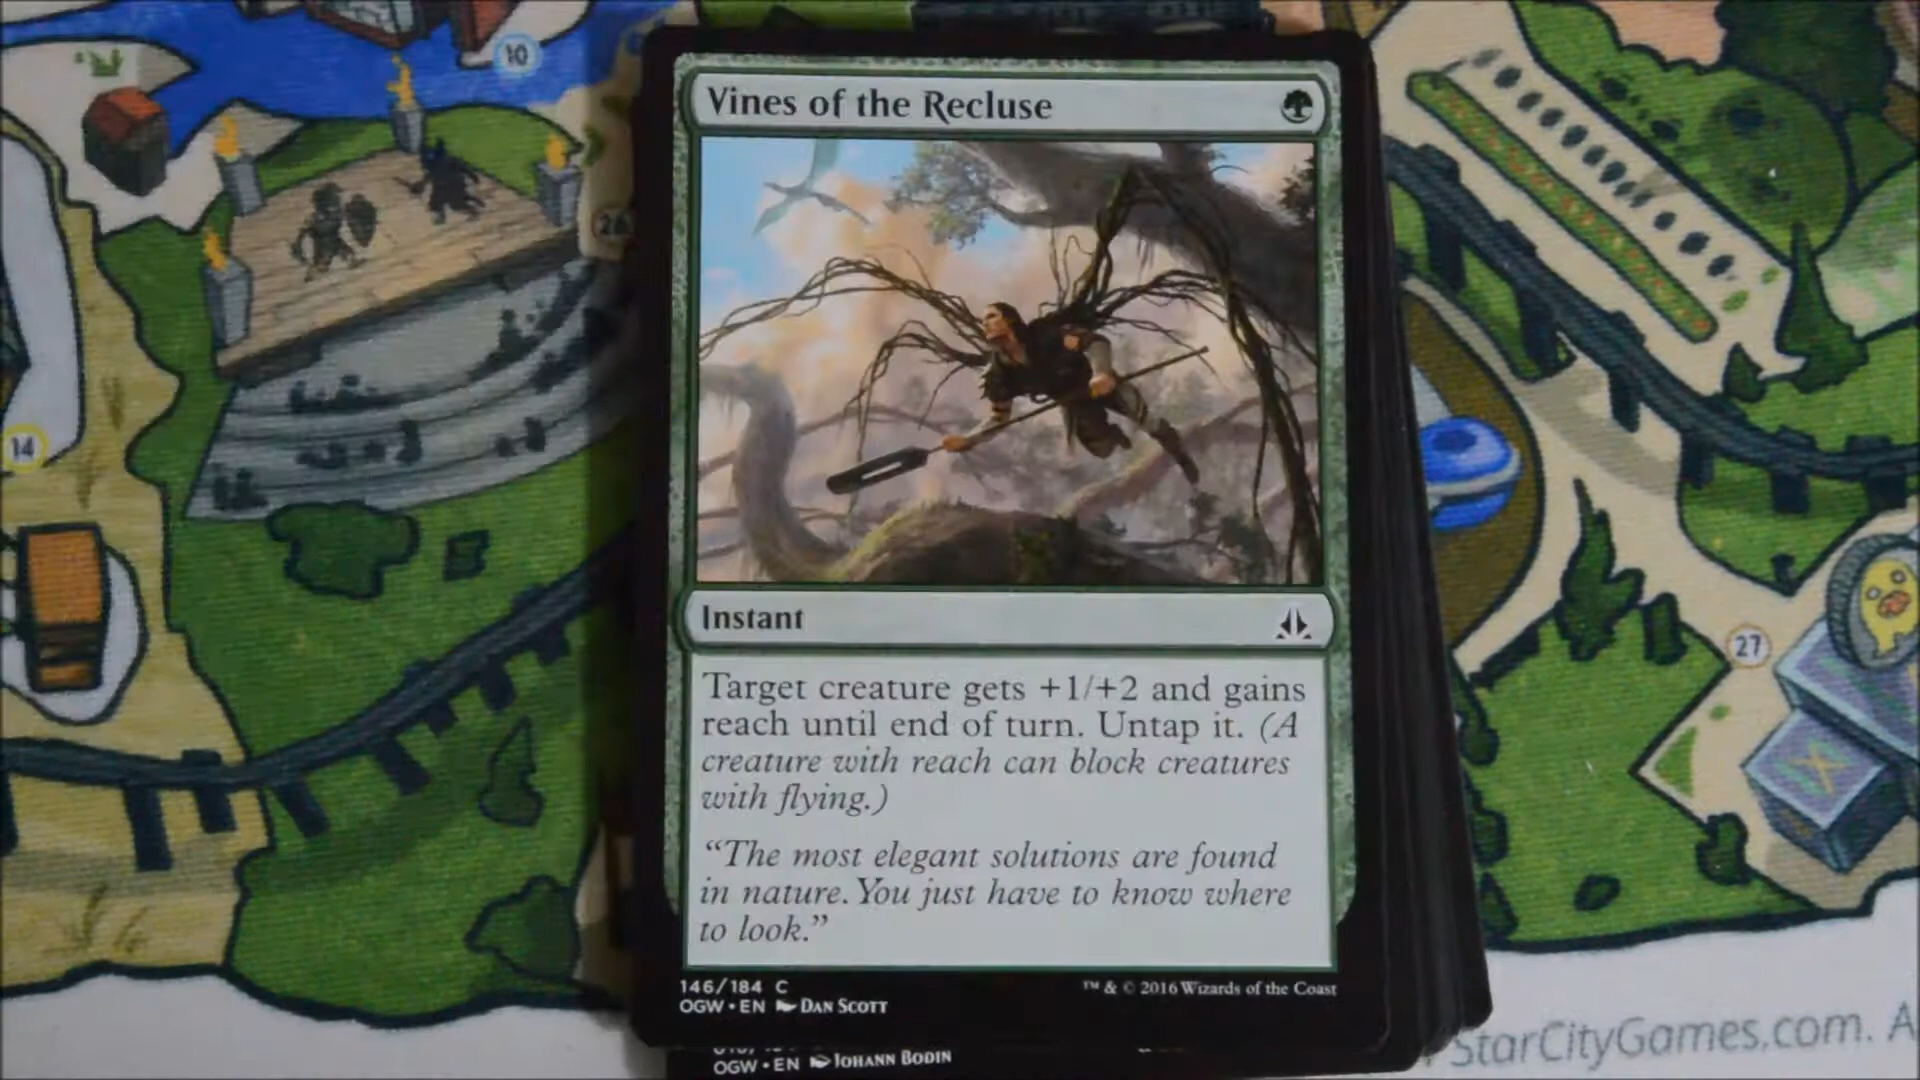 10
Vines of the Recluse
26
14
Instant
27
Target creature gets +1/+2 and gains
reach until end of turn. Untap it. (A
creature with reach can block creatures
with flying.)
“The most elegant solutions are found
in nature. You just have to know where
to look.”
146/184 C
OGW • EN DAN SCOTT
™ & © 2016 Wizards of the Coast
OGW • EN JOHANN BODIN
StarCityGames.com. A